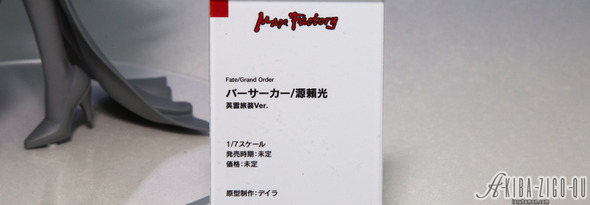 Max Factory
Fate/Grand Order
バーサーカー/源頼光
英霊旅装Ver.
1/7スケール
発売時期:未定
価格:未定
原型制作:デイラ
AKIBA-ZIGO-QU